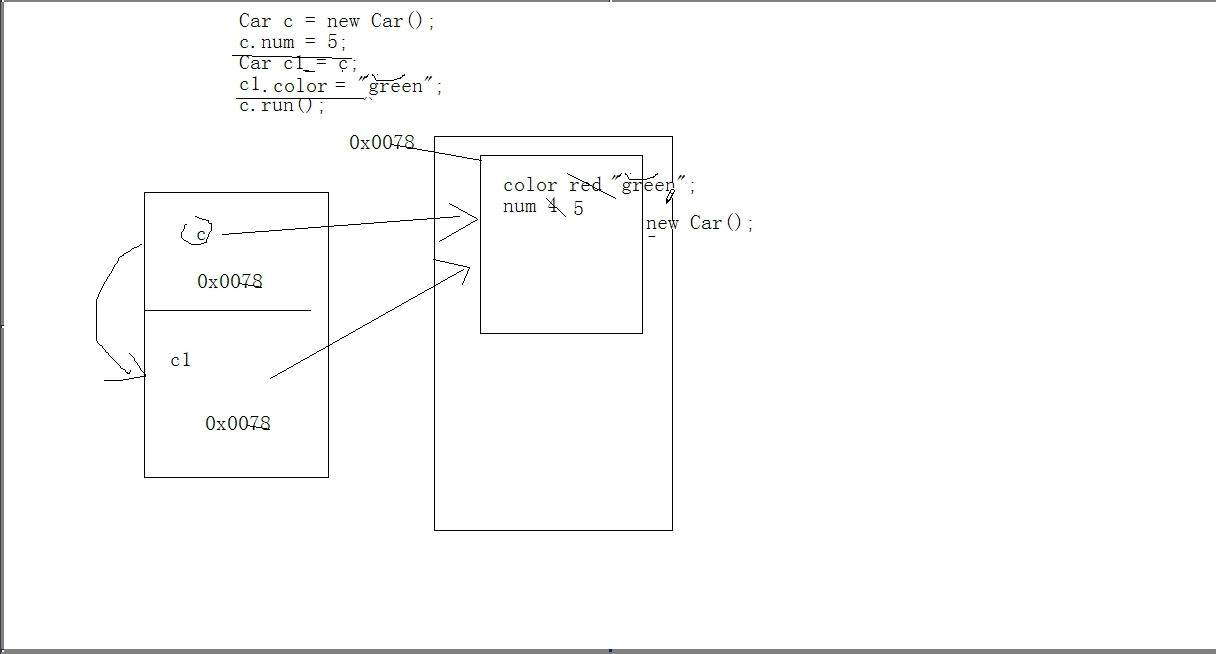 Car c = new Car();
c.num = 5;
Car c1 = c;
c1.color = "green";
c.run();
0x0078
color red "green";
num 4 5
new Car();
c
0x0078
c1
0x0078